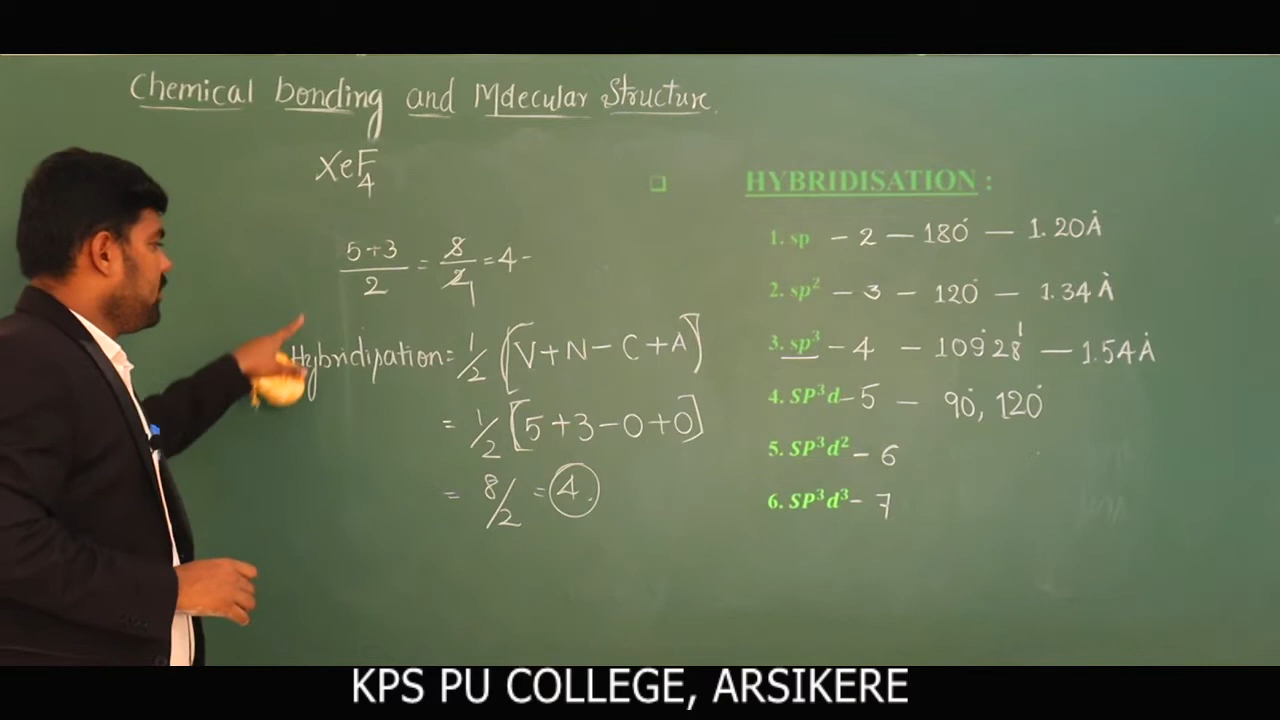 Chemical bonding and Molecular Structure.
XeF4
5+3/2 = 8/2 1 = 4
Hybridisation = 1/2 [V+N-C+A]
= 1/2 [5+3-0+0]
= 8/2 = 4.
❑ HYBRIDISATION :
1. sp - 2 - 180° - 1.20Å
2. sp² - 3 - 120° - 1.34Å
3. sp³ - 4 - 109°28' - 1.54Å
4. SP³d - 5 - 90°, 120°
5. SP³d² - 6
6. SP³d³ - 7
KPS PU COLLEGE, ARSIKERE